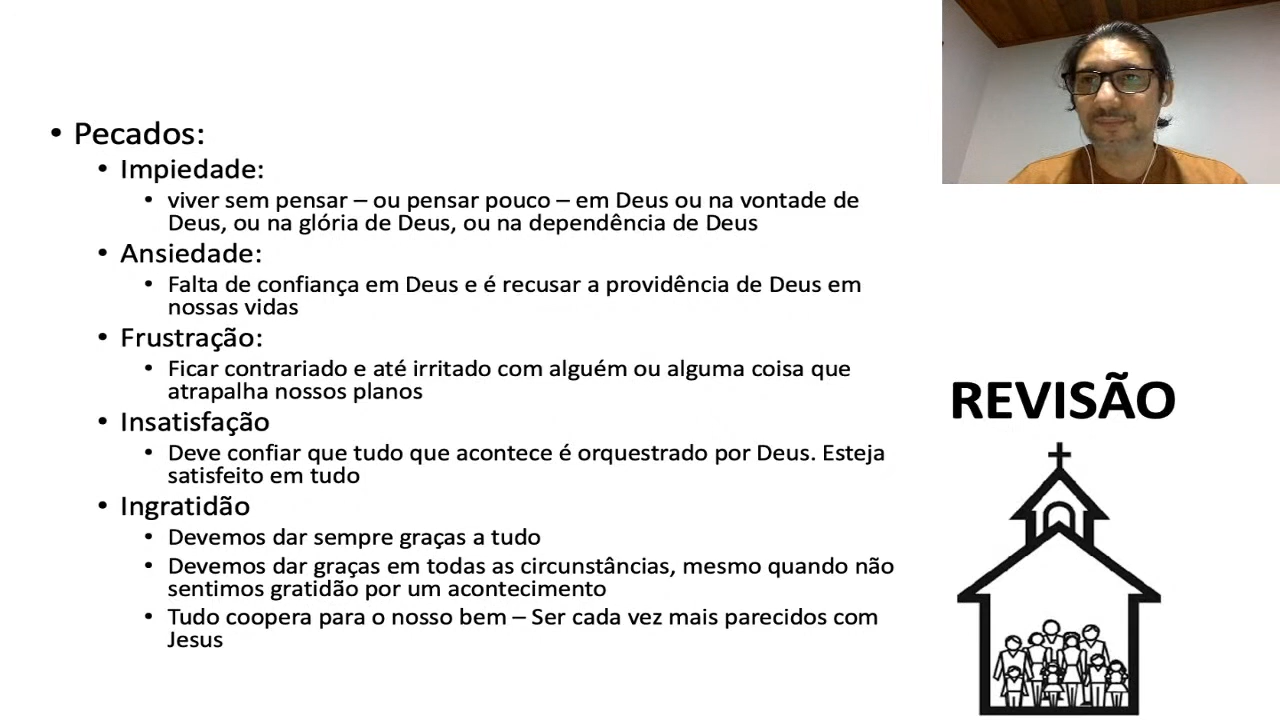 • Pecados:
• Impiedade:
• viver sem pensar – ou pensar pouco – em Deus ou na vontade de
Deus, ou na glória de Deus, ou na dependência de Deus
• Ansiedade:
• Falta de confiança em Deus e é recusar a providência de Deus em
nossas vidas
• Frustração:
• Ficar contrariado e até irritado com alguém ou alguma coisa que
atrapalha nossos planos
• Insatisfação
• Deve confiar que tudo que acontece é orquestrado por Deus. Esteja
satisfeito em tudo
• Ingratidão
• Devemos dar sempre graças a tudo
• Devemos dar graças em todas as circunstâncias, mesmo quando não
sentimos gratidão por um acontecimento
• Tudo coopera para o nosso bem – Ser cada vez mais parecidos com
Jesus
REVISÃO